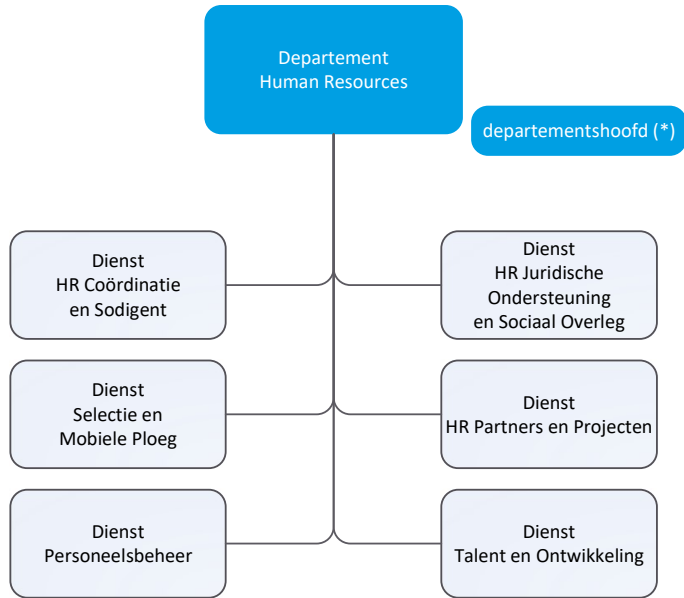 Departement
Human Resources
departementshoofd (*)
Dienst
HR Coördinatie
en Sodigent
Dienst
HR Juridische
Ondersteuning
en Sociaal Overleg
Dienst
Selectie en
Mobiele Ploeg
Dienst
HR Partners en Projecten
Dienst
Personeelsbeheer
Dienst
Talent en Ontwikkeling